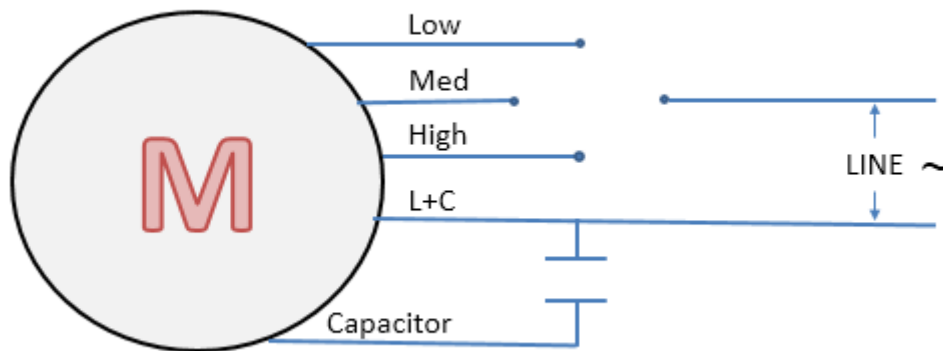 Low
Med
High
M
LINE ~
L+C
Capacitor